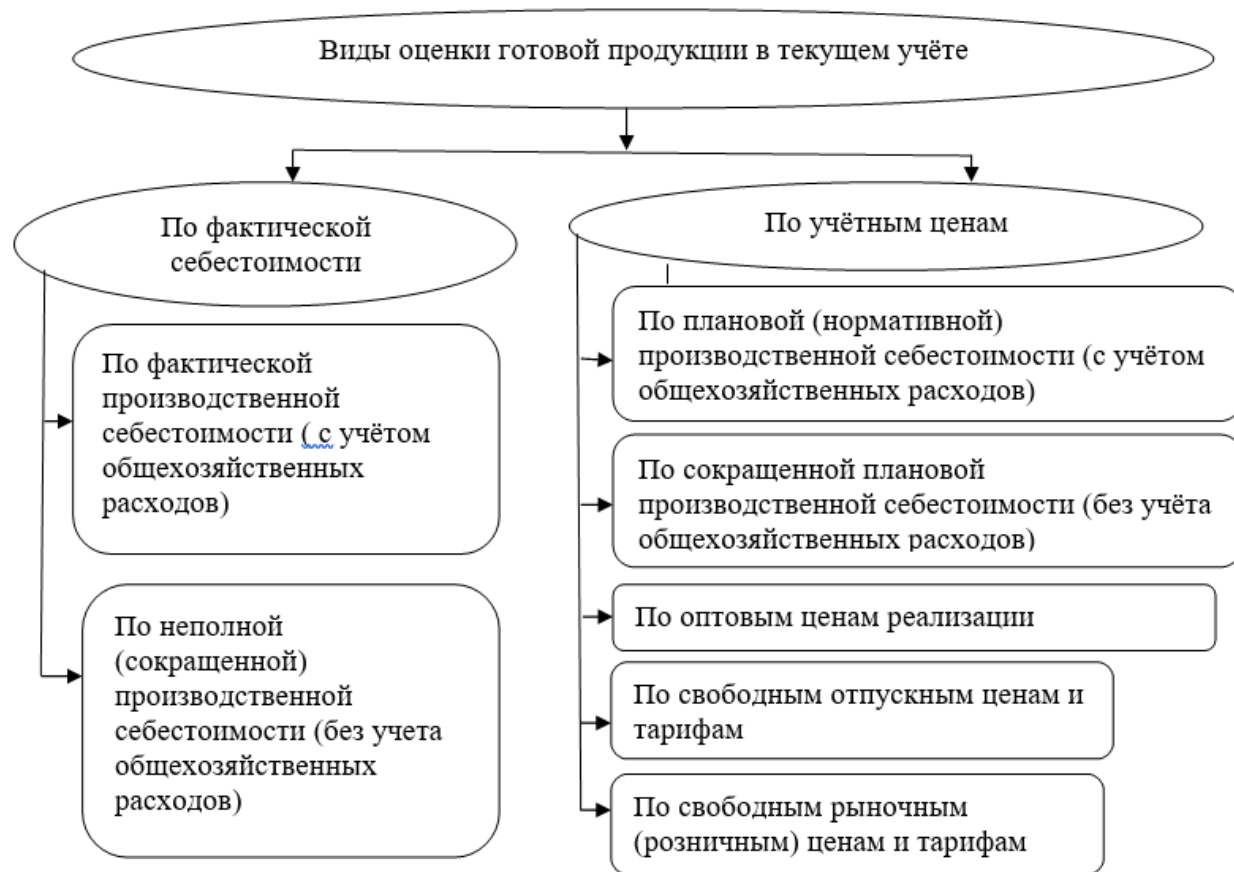 Виды оценки готовой продукции в текущем учёте
По фактической
себестоимости
По фактической
производственной
себестоимости ( с учётом
общехозяйственных
расходов)
По неполной
(сокращенной)
производственной
себестоимости (без учета
общехозяйственных
расходов)
По учётным ценам
По плановой (нормативной)
производственной себестоимости (с учётом
общехозяйственных расходов)
По сокращенной плановой
производственной себестоимости (без учёта
общехозяйственных расходов)
По оптовым ценам реализации
По свободным отпускным ценам и
тарифам
По свободным рыночным
(розничным) ценам и тарифам